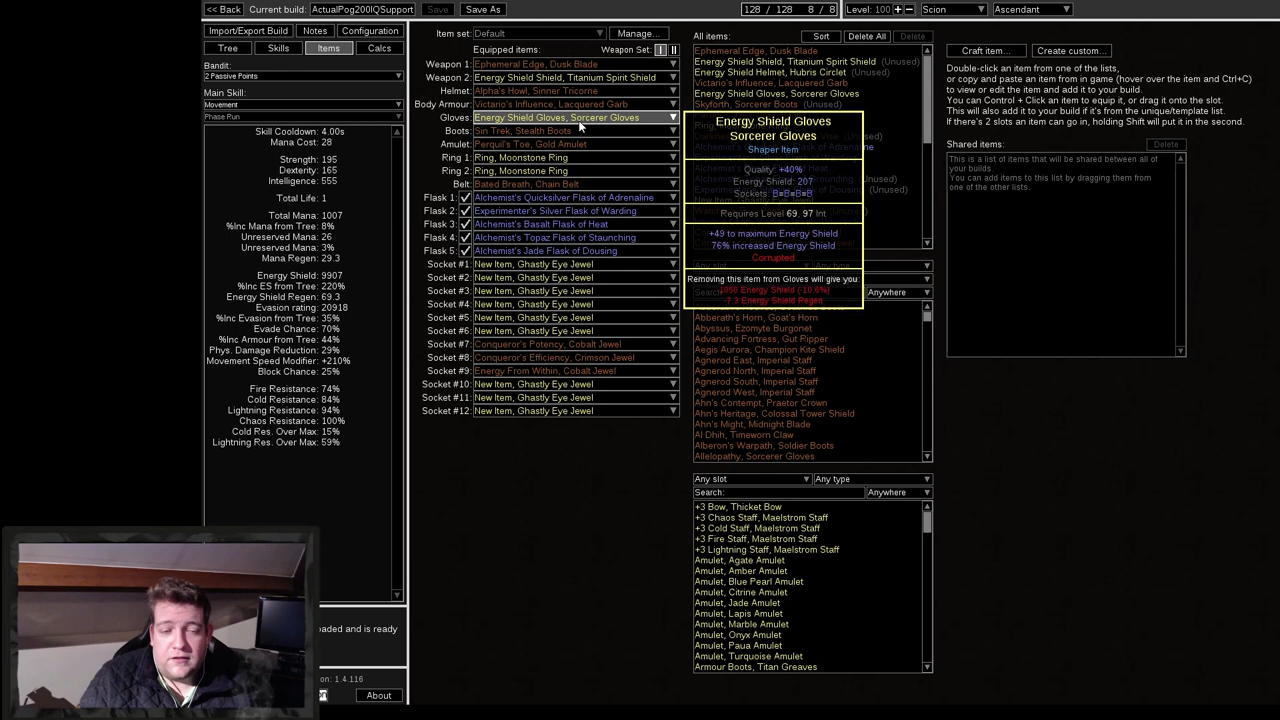 << Back
Current build: ActualPog200IQSupport
Save
Save As
128 / 128
8 / 8
Level: 100
+
Scion
Ascendant
Import/Export Build
Notes
Configuration
Tree
Skills
Items
Calcs
Bandit:
2 Passive Points
Main Skill:
Movement
Phase Run
Skill Cooldown: 4.00s
Mana Cost: 28
Strength: 195
Dexterity: 165
Intelligence: 555
Total Life: 1
Total Mana: 1007
%Inc Mana from Tree: 8%
Unreserved Mana: 26
Unreserved Mana: 3%
Mana Regen: 29.3
Energy Shield: 9907
%Inc ES from Tree: 220%
Energy Shield Regen: 69.3
Evasion rating: 20918
%Inc Evasion from Tree: 35%
Evade Chance: 70%
%Inc Armour from Tree: 44%
Phys. Damage Reduction: 29%
Movement Speed Modifier: +210%
Block Chance: 25%
Fire Resistance: 74%
Cold Resistance: 84%
Lightning Resistance: 94%
Chaos Resistance: 100%
Cold Res. Over Max: 15%
Lightning Res. Over Max: 59%
oaded and is ready
on: 1.4.116
About
Item set: Default
Manage...
Equipped items:
Weapon Set: I II
Weapon 1: Ephemeral Edge, Dusk Blade
Weapon 2: Energy Shield Shield, Titanium Spirit Shield
Helmet: Alpha's Howl, Sinner Tricorne
Body Armour: Victario's Influence, Lacquered Garb
Gloves: Energy Shield Gloves, Sorcerer Gloves
Boots: Sin Trek, Stealth Boots
Amulet: Perquil's Toe, Gold Amulet
Ring 1: Ring, Moonstone Ring
Ring 2: Ring, Moonstone Ring
Belt: Bated Breath, Chain Belt
Flask 1: Alchemist's Quicksilver Flask of Adrenaline
Flask 2: Experimenter's Silver Flask of Warding
Flask 3: Alchemist's Basalt Flask of Heat
Flask 4: Alchemist's Topaz Flask of Staunching
Flask 5: Alchemist's Jade Flask of Dousing
Socket #1: New Item, Ghastly Eye Jewel
Socket #2: New Item, Ghastly Eye Jewel
Socket #3: New Item, Ghastly Eye Jewel
Socket #4: New Item, Ghastly Eye Jewel
Socket #5: New Item, Ghastly Eye Jewel
Socket #6: New Item, Ghastly Eye Jewel
Socket #7: Conqueror's Potency, Cobalt Jewel
Socket #8: Conqueror's Efficiency, Crimson Jewel
Socket #9: Energy From Within, Cobalt Jewel
Socket #10: New Item, Ghastly Eye Jewel
Socket #11: New Item, Ghastly Eye Jewel
Socket #12: New Item, Ghastly Eye Jewel
All items:
Sort
Delete All
Delete
Ephemeral Edge, Dusk Blade
Energy Shield Shield, Titanium Spirit Shield (Unused)
Energy Shield Helmet, Hubris Circlet (Unused)
Victario's Influence, Lacquered Garb
Energy Shield Gloves, Sorcerer Gloves
Skyforth, Sorcerer Boots (Unused)
Energy Shield Gloves
Sorcerer Gloves
Shaper Item
Quality: +40%
Energy Shield: 207
Sockets: B=B=B=B
Requires Level 69, 97 Int
+49 to maximum Energy Shield
76% increased Energy Shield
Corrupted
Removing this item from Gloves will give you:
-1050 Energy Shield (-10.6%)
-7.3 Energy Shield Regen
Anywhere
Abberath's Horn, Goat's Horn
Abyssus, Ezomyte Burgonet
Advancing Fortress, Gut Ripper
Aegis Aurora, Champion Kite Shield
Agnerod East, Imperial Staff
Agnerod North, Imperial Staff
Agnerod South, Imperial Staff
Agnerod West, Imperial Staff
Ahn's Contempt, Praetor Crown
Ahn's Heritage, Colossal Tower Shield
Ahn's Might, Midnight Blade
Al Dhih, Timeworn Claw
Alberon's Warpath, Soldier Boots
Allelopathy, Sorcerer Gloves
Any slot
Any type
Search:
Anywhere
+3 Bow, Thicket Bow
+3 Chaos Staff, Maelstrom Staff
+3 Cold Staff, Maelstrom Staff
+3 Fire Staff, Maelstrom Staff
+3 Lightning Staff, Maelstrom Staff
Amulet, Agate Amulet
Amulet, Amber Amulet
Amulet, Blue Pearl Amulet
Amulet, Citrine Amulet
Amulet, Jade Amulet
Amulet, Lapis Amulet
Amulet, Marble Amulet
Amulet, Onyx Amulet
Amulet, Paua Amulet
Amulet, Turquoise Amulet
Armour Boots, Titan Greaves
Craft item...
Create custom...
Double-click an item from one of the lists,
or copy and paste an item from in game (hover over the item and Ctrl+C)
to view or edit the item and add it to your build.
You can Control + Click an item to equip it, or drag it onto the slot.
This will also add it to your build if it's from the unique/template list.
If there's 2 slots an item can go in, holding Shift will put it in the second.
Shared items:
Delete
This is a list of items that will be shared between all of
your builds.
You can add items to this list by dragging them from
one of the other lists.